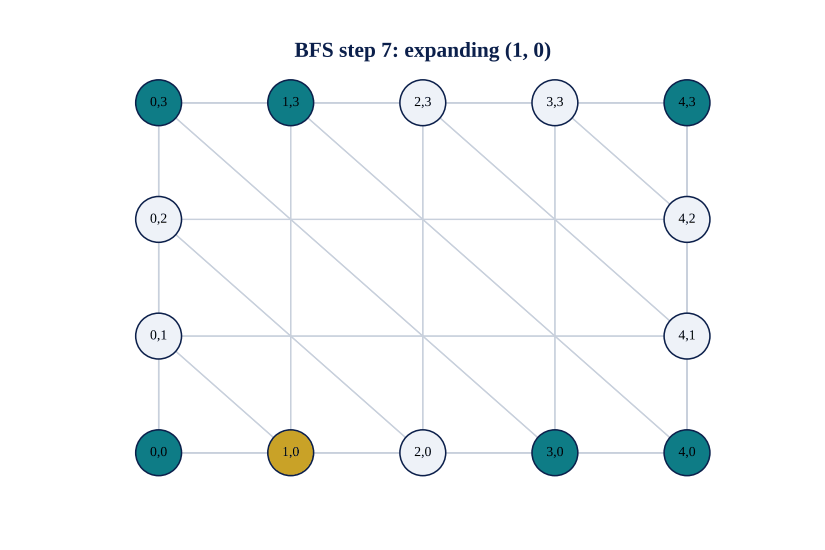 BFS step 7: expanding (1, 0)
0,3 1,3 2,3 3,3 4,3
0,2 4,2
0,1 4,1
0,0 1,0 2,0 3,0 4,0